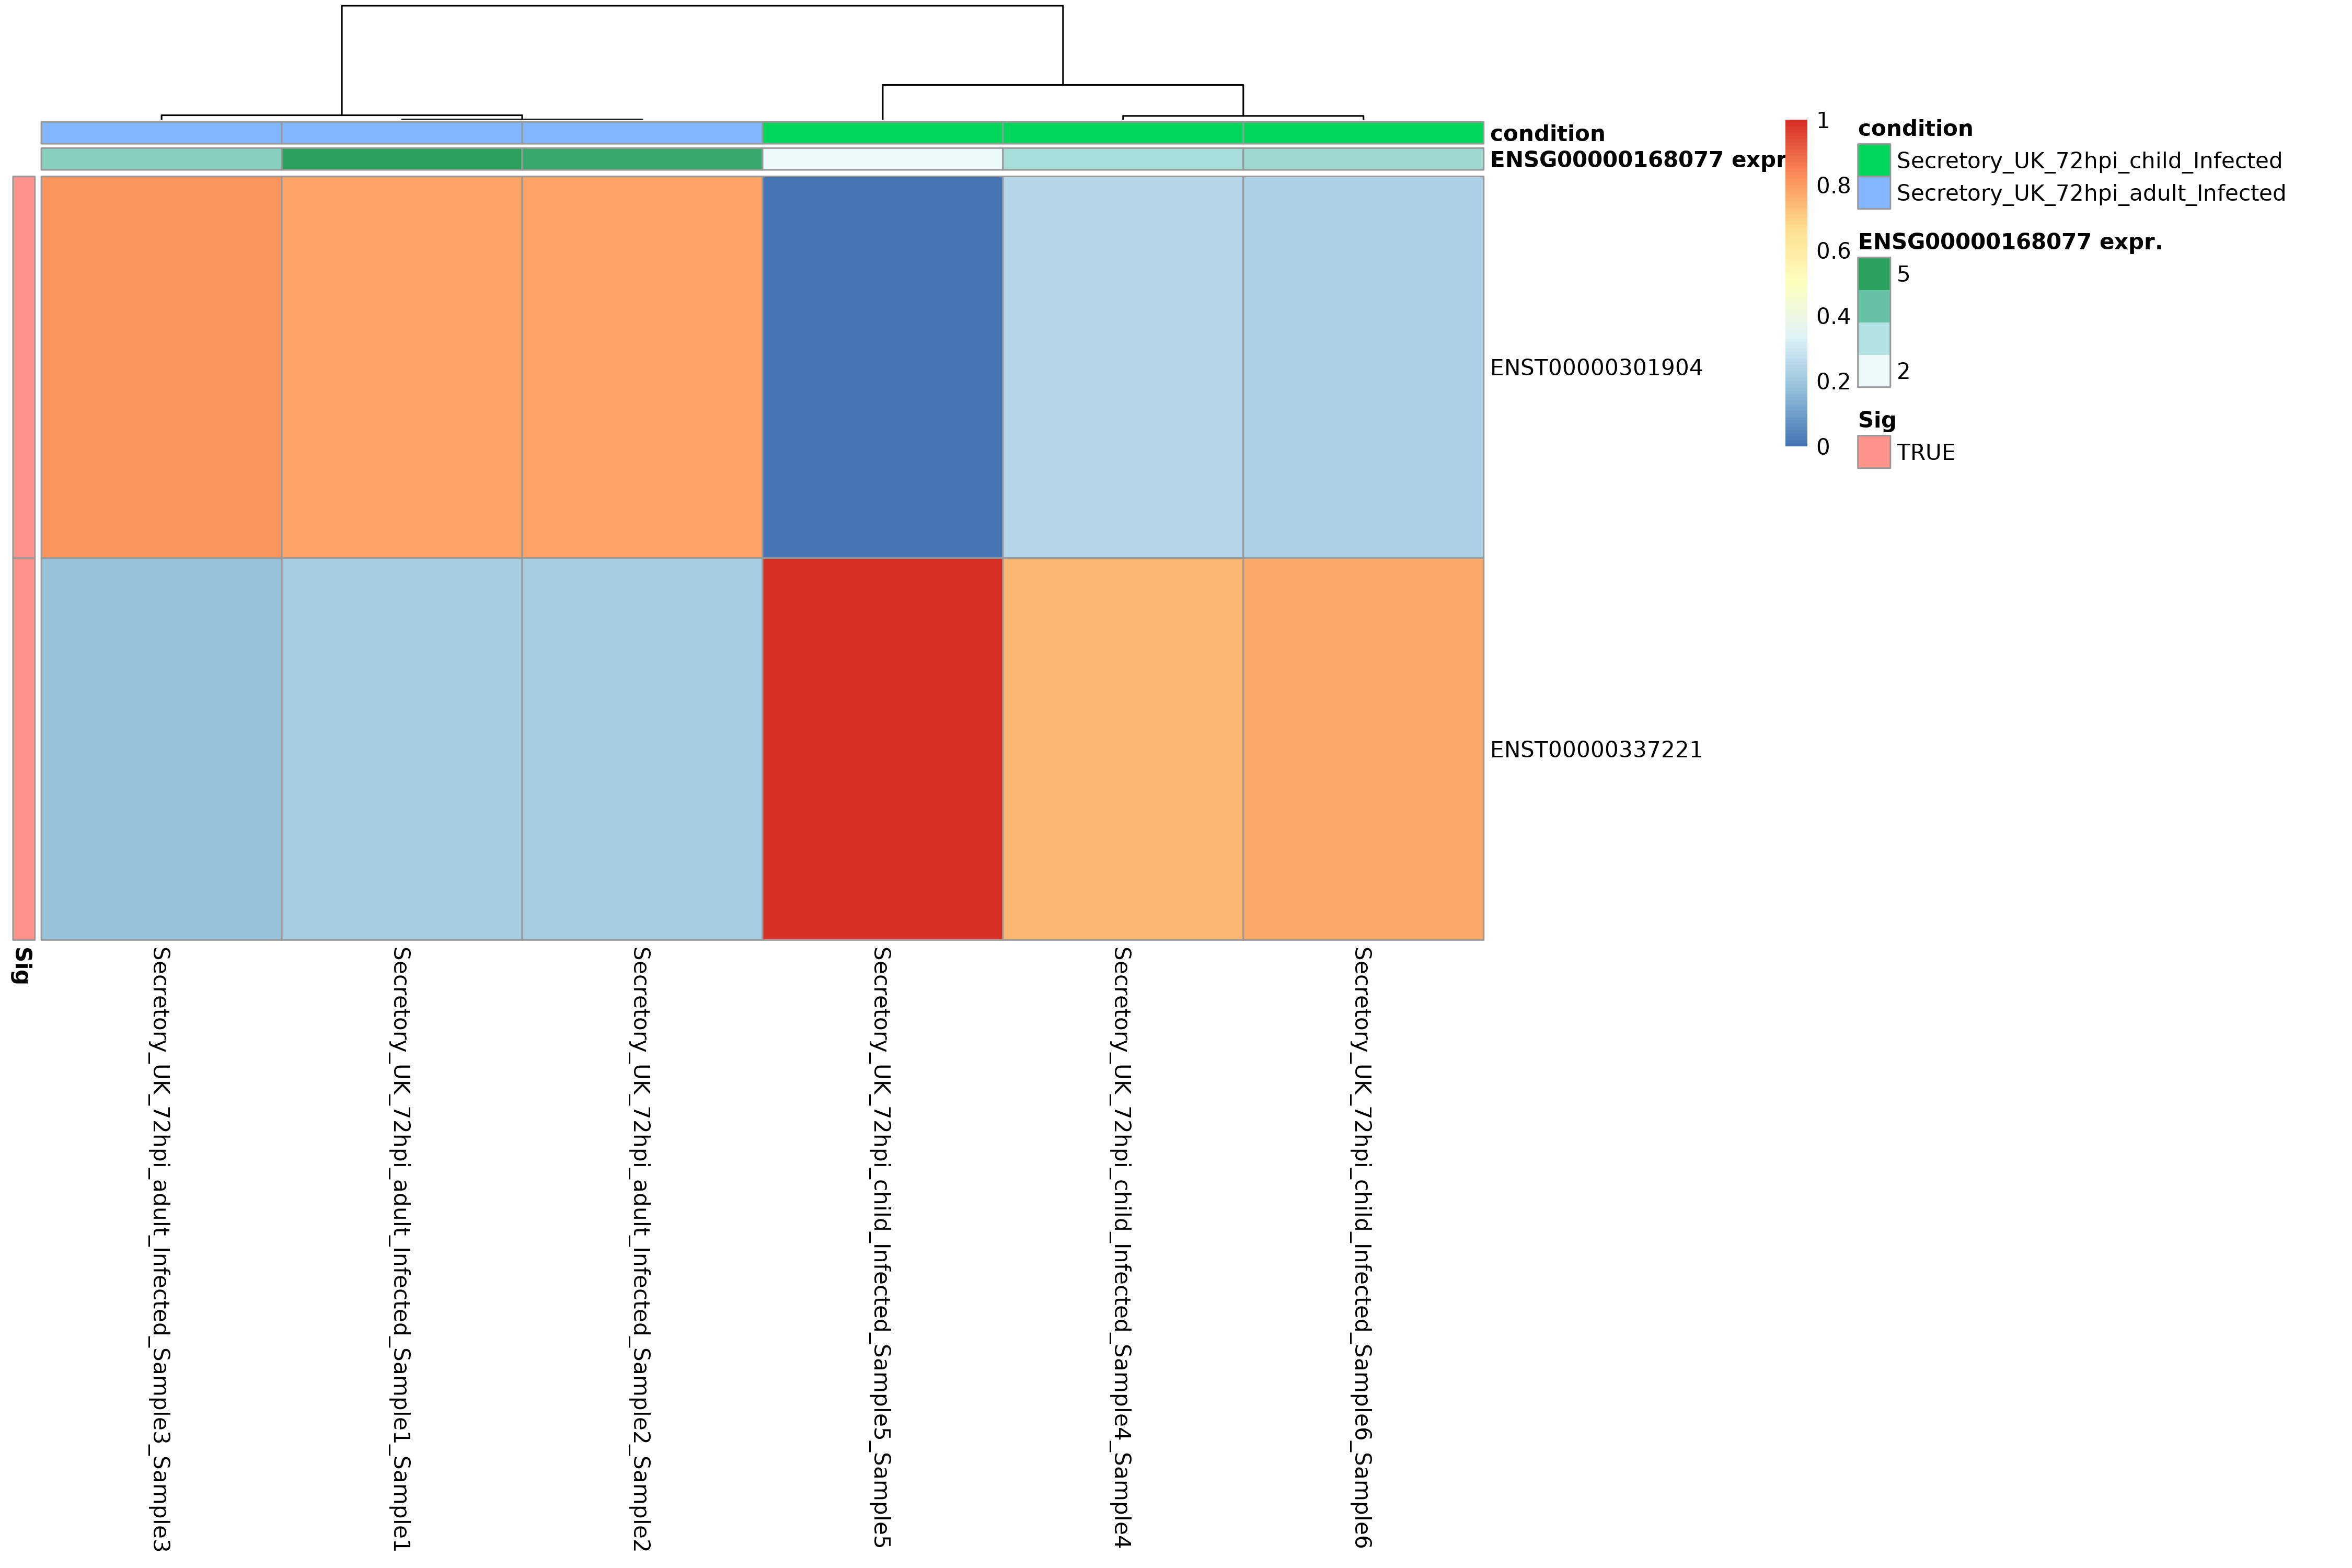 condition
ENSG00000168077 expr
1
0.8
0.6
0.4
0.2
0
condition
Secretory_UK_72hpi_child_Infected
Secretory_UK_72hpi_adult_Infected
ENSG00000168077 expr.
5
2
Sig
TRUE
ENST00000301904
ENST00000337221
Sig
Secretory_UK_72hpi_adult_Infected_Sample3_Sample3
Secretory_UK_72hpi_adult_Infected_Sample1_Sample1
Secretory_UK_72hpi_adult_Infected_Sample2_Sample2
Secretory_UK_72hpi_child_Infected_Sample5_Sample5
Secretory_UK_72hpi_child_Infected_Sample4_Sample4
Secretory_UK_72hpi_child_Infected_Sample6_Sample6